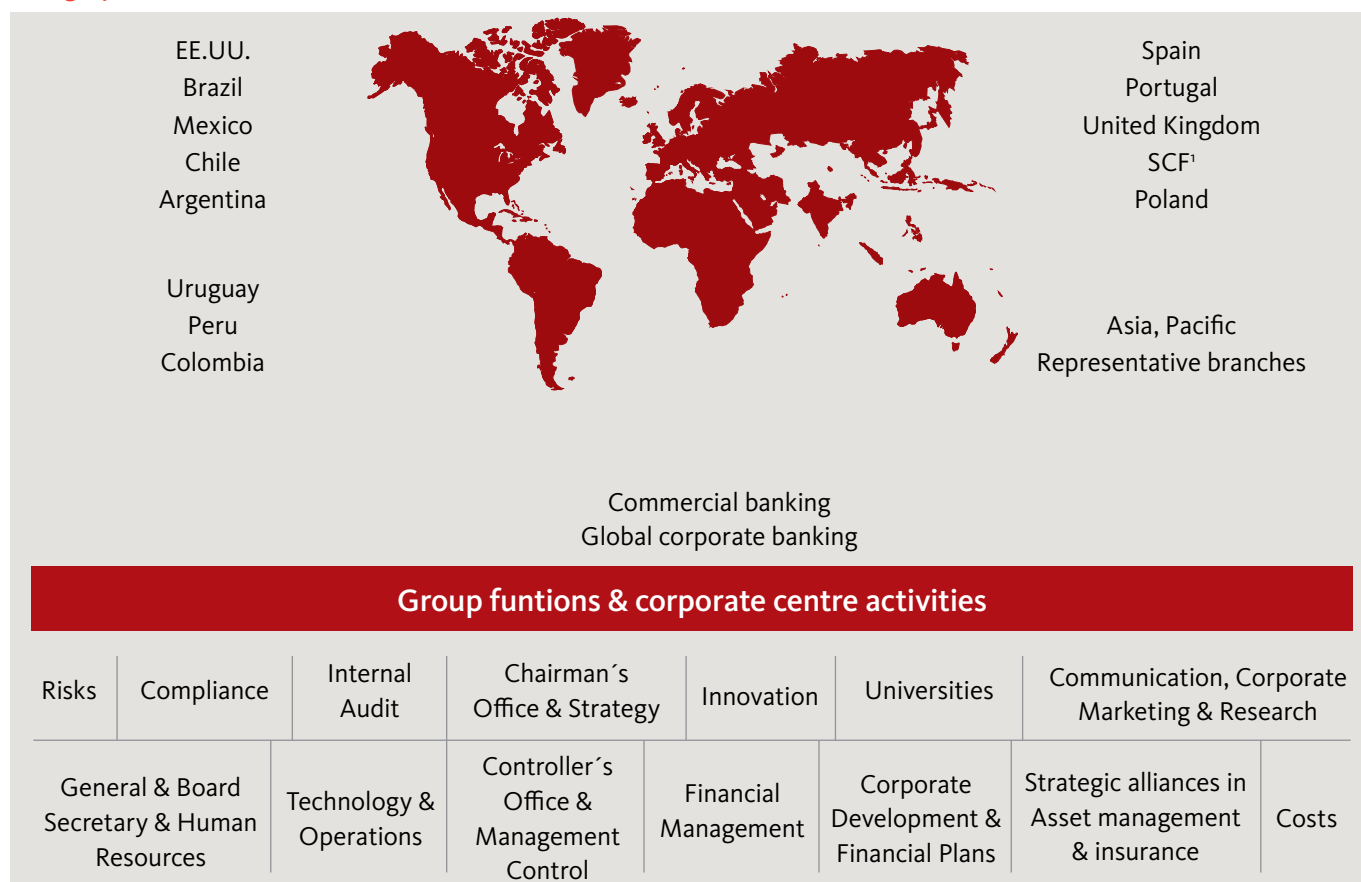 EE.UU.
Brazil
Mexico
Chile
Argentina
Uruguay
Peru
Colombia
Spain
Portugal
United Kingdom
SCF¹
Poland
Asia, Pacific
Representative branches
Commercial banking
Global corporate banking
Group funtions & corporate centre activities
Risks
Compliance
Internal
Audit
Chairman´s
Office & Strategy
Innovation
Universities
Communication, Corporate
Marketing & Research
General & Board
Secretary & Human
Resources
Technology &
Operations
Controller´s
Office &
Management
Control
Financial
Management
Corporate
Development &
Financial Plans
Strategic alliances in
Asset management
& insurance
Costs